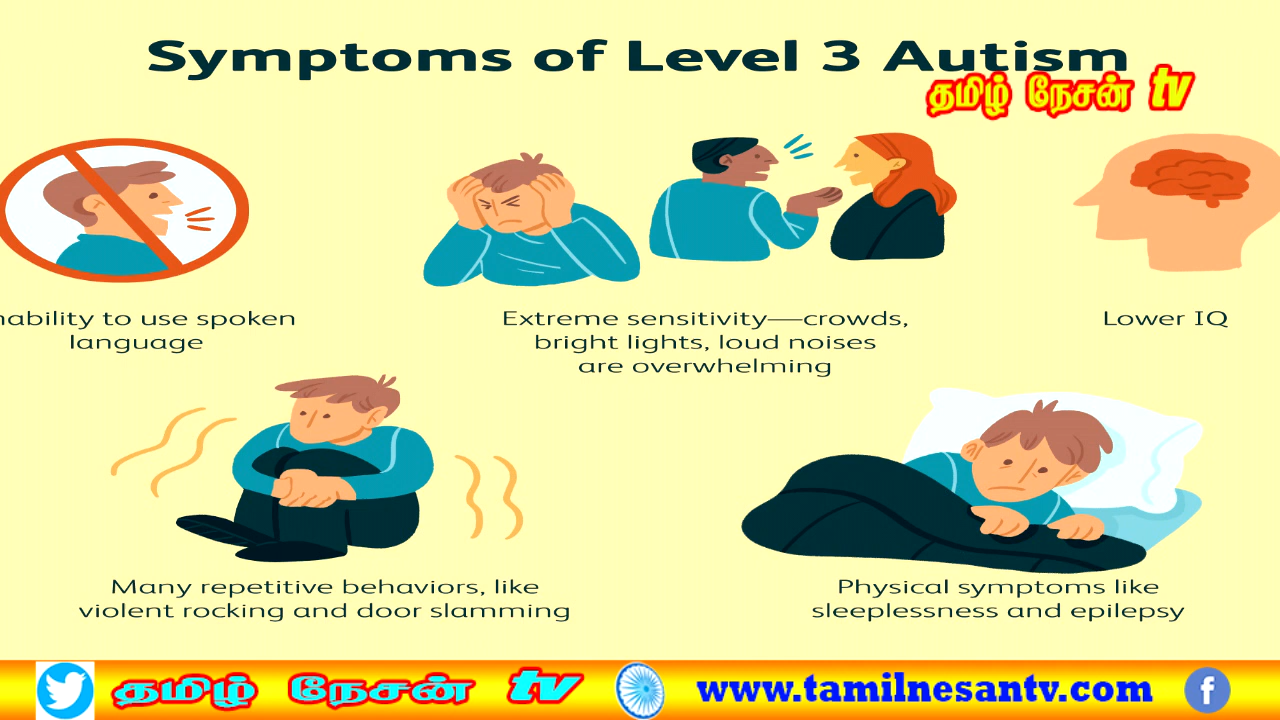 Symptoms of Level 3 Autism
தமிழ் நேசன் tv
nability to use spoken
language
Extreme sensitivity—crowds,
bright lights, loud noises
are overwhelming
Lower IQ
Many repetitive behaviors, like
violent rocking and door slamming
Physical symptoms like
sleeplessness and epilepsy
தமிழ் நேசன் tv www.tamilnesantv.com f